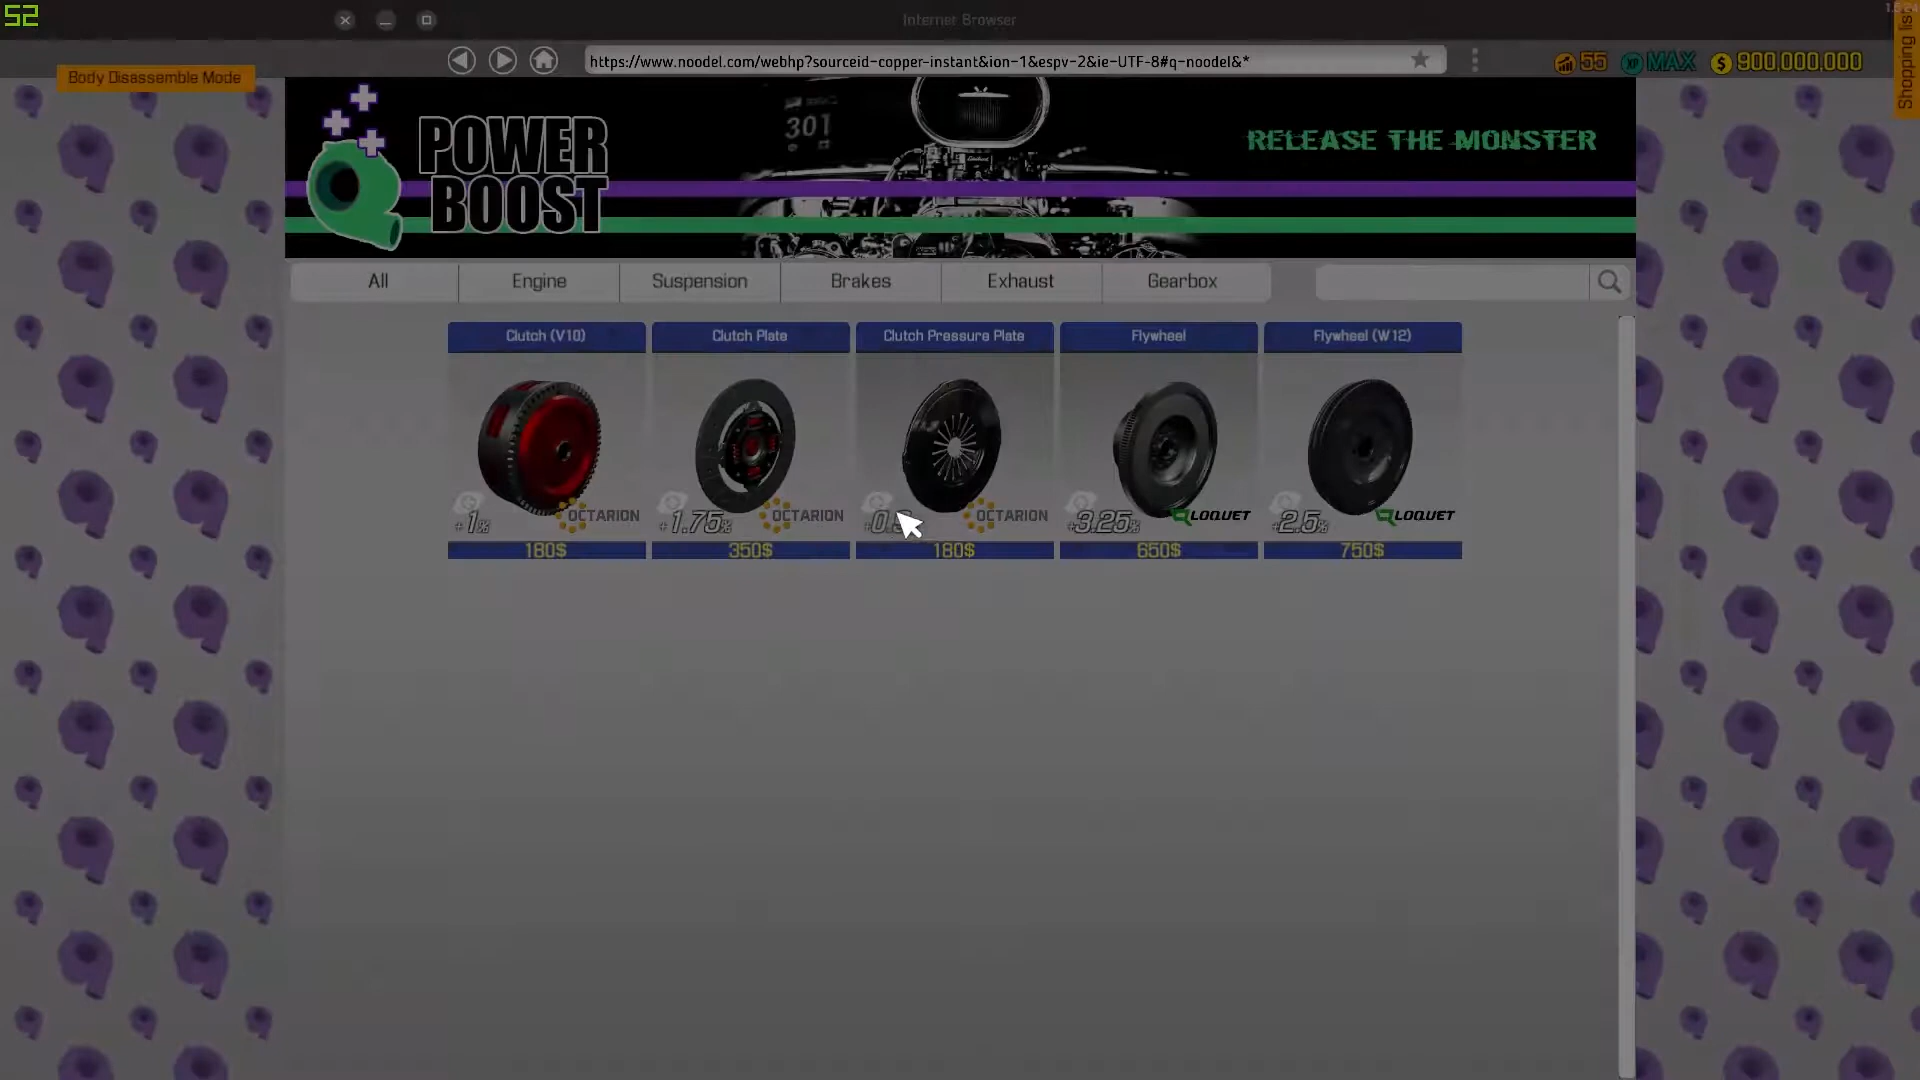 52
Internet Browser
Shopping list
https://www.noodel.com/webhp?sourceid-copper-instant&ion-1&espv-2&ie-UTF-8#q-noodel&*
55 XP MAX $ 900,000,000
Body Disassemble Mode
POWER
BOOST
301
RELEASE THE MONSTER
All Engine Suspension Brakes Exhaust Gearbox
Clutch (V10) Clutch Plate Clutch Pressure Plate Flywheel Flywheel (W12)
+1% OCTARION +1.75% OCTARION OCTARION +3.25% LOQUET +2.5% LOQUET
180$ 350$ 180$ 650$ 750$